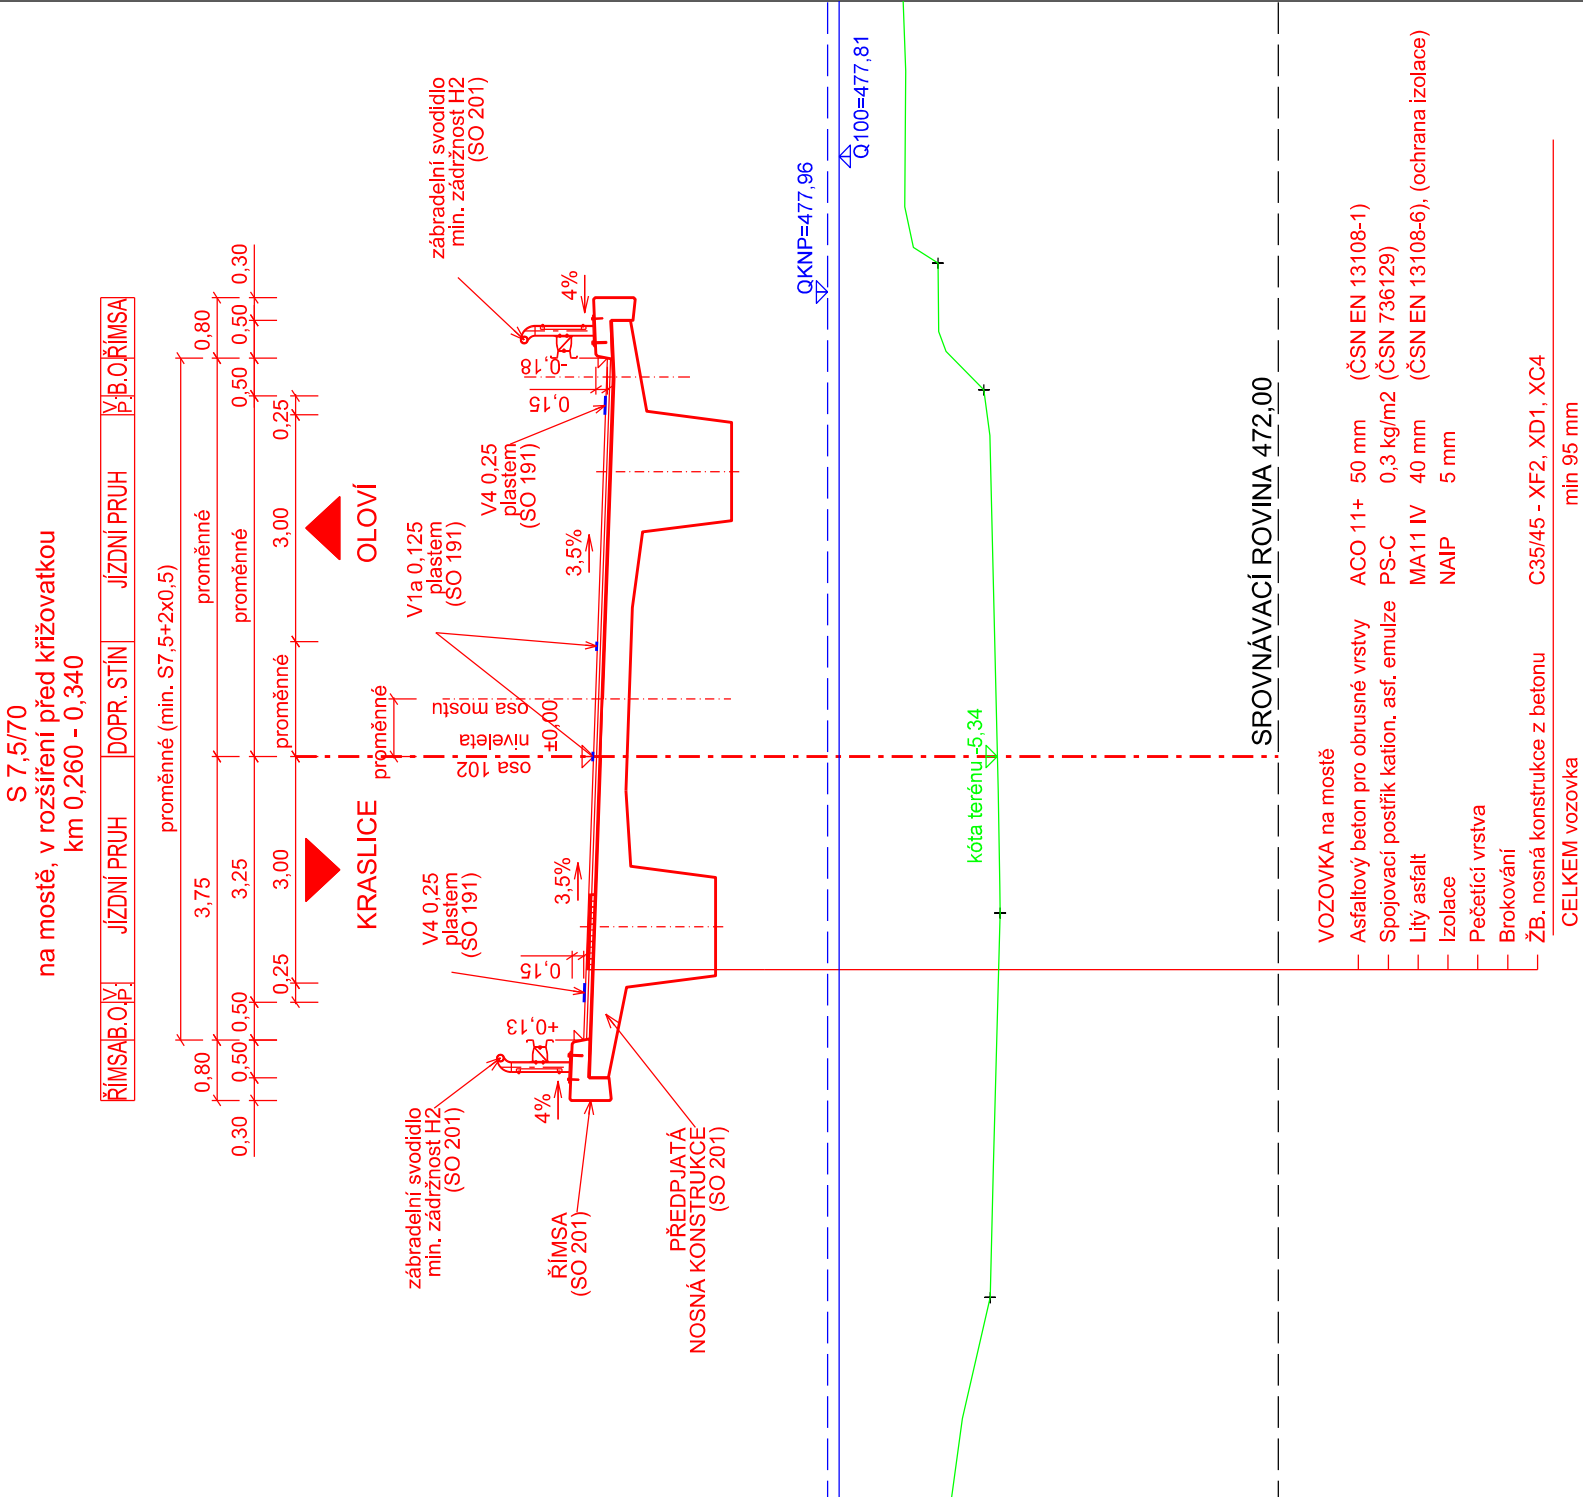 S 7,5/70
na mostě, v rozšíření před křižovatkou
km 0,260 - 0,340
ŘÍMSA
B.O.
V.P.
JÍZDNÍ PRUH
DOPR. STÍN
JÍZDNÍ PRUH
V.P.
B.O.
ŘÍMSA
proměnné (min. S7,5+2x0,5)
0,80
3,75
proměnné
0,80
0,30
0,50
0,50
3,25
proměnné
0,50
0,50
0,30
0,25
3,00
proměnné
3,00
0,25
KRASLICE
OLOVÍ
proměnné
zábradelní svodidlo
min. zádržnost H2
(SO 201)
V4 0,25
plastem
(SO 191)
V1a 0,125
plastem
(SO 191)
V4 0,25
plastem
(SO 191)
zábradelní svodidlo
min. zádržnost H2
(SO 201)
osa 102
niveleta
±0,00
osa mostu
+0,13
0,15
-0,18
0,15
4%
3,5%
3,5%
4%
ŘÍMSA
(SO 201)
PŘEDPJATÁ
NOSNÁ KONSTRUKCE
(SO 201)
QKNP=477,96
Q100=477,81
kóta terénu -5,34
SROVNÁVACÍ ROVINA 472,00
VOZOVKA na mostě
Asfaltový beton pro obrusné vrstvy ACO 11+ 50 mm (ČSN EN 13108-1)
Spojovací postřik kation. asf. emulze PS-C 0,3 kg/m2 (ČSN 736129)
Litý asfalt MA11 IV 40 mm (ČSN EN 13108-6), (ochrana izolace)
Izolace NAIP 5 mm
Pečetící vrstva
Brokování
ŽB. nosná konstrukce z betonu C35/45 - XF2, XD1, XC4
CELKEM vozovka min 95 mm